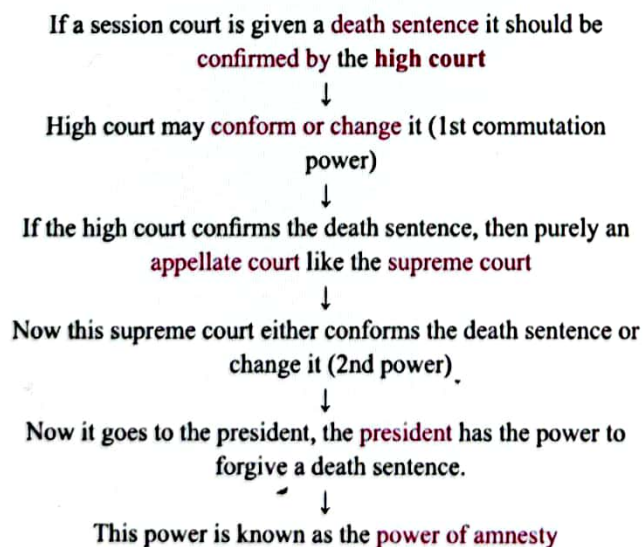 If a session court is given a death sentence it should be
confirmed by the high court
↓
High court may conform or change it (1st commutation
power)
↓
If the high court confirms the death sentence, then purely an
appellate court like the supreme court
↓
Now this supreme court either conforms the death sentence or
change it (2nd power)
↓
Now it goes to the president, the president has the power to
forgive a death sentence.
↓
This power is known as the power of amnesty